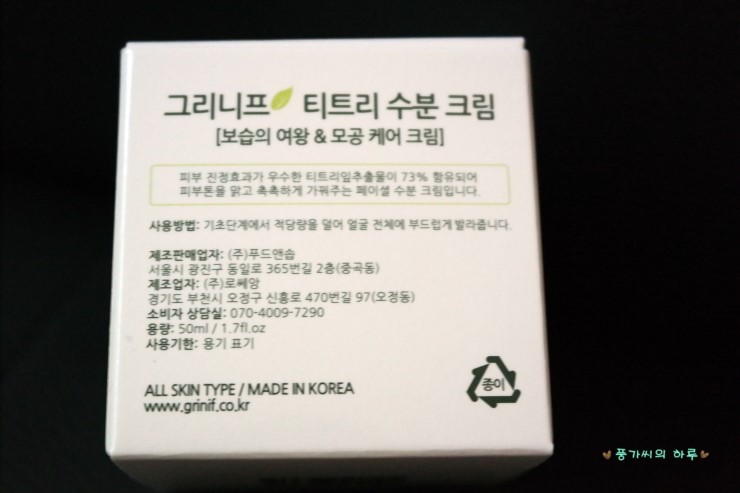 그리니프 티트리 수분 크림
[보습의 여왕 & 모공 케어 크림]
피부 진정효과가 우수한 티트리잎추출물이 73% 함유되어
피부톤을 맑고 촉촉하게 가꿔주는 페이셜 수분 크림입니다.
사용방법: 기초단계에서 적당량을 덜어 얼굴 전체에 부드럽게 발라줍니다.
제조판매업자: (주)푸드앤솝
서울시 광진구 동일로 365번길 2층(중곡동)
제조업자: (주)로쎄앙
경기도 부천시 오정구 신흥로 470번길 97(오정동)
소비자 상담실: 070-4009-7290
용량: 50ml / 1.7fl.oz
사용기한: 용기 표기
ALL SKIN TYPE / MADE IN KOREA
www.grinif.co.kr
종이
풍가씨의 하루